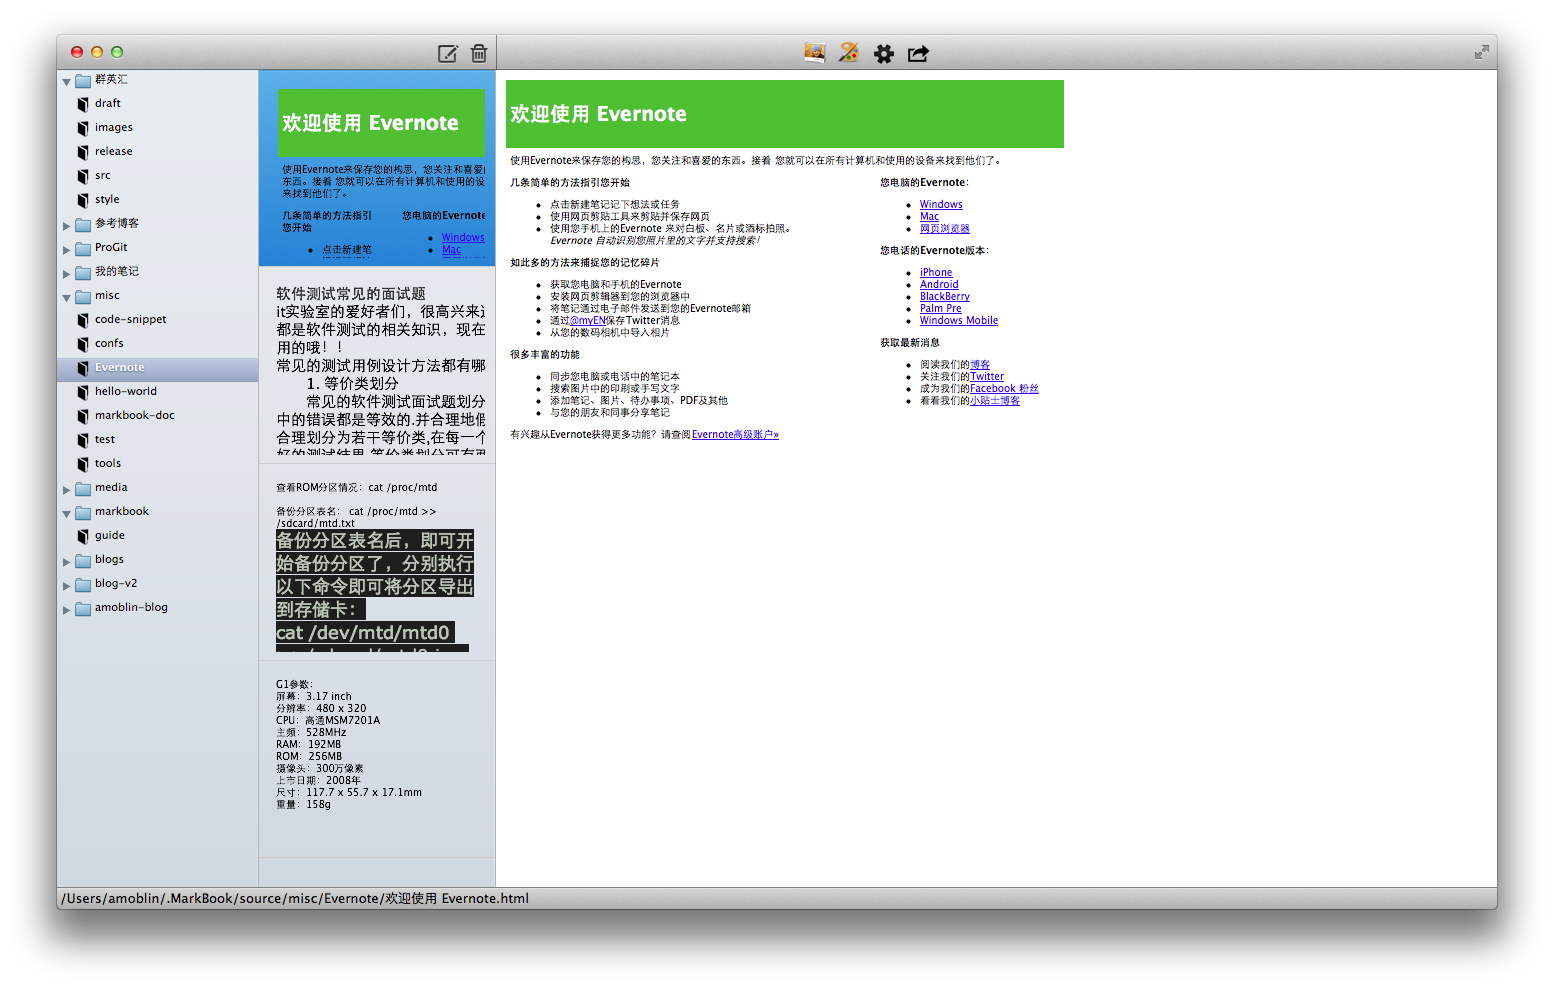 群英汇
draft
images
release
src
style
参考博客
ProGit
我的笔记
misc
code-snippet
confs
Evernote
hello-world
markbook-doc
test
tools
media
markbook
guide
blogs
blog-v2
amoblin-blog
欢迎使用 Evernote
使用Evernote来保存您的构思，您关注和喜爱的
东西。接着 您就可以在所有计算机和使用的设
来找到他们了。
几条简单的方法指引
您开始
点击新建笔
您电脑的Evernote
Windows
Mac
软件测试常见的面试题
it实验室的爱好者们，很高兴来这
都是软件测试的相关知识，现在
用的哦！！
常见的测试用例设计方法都有哪
1. 等价类划分
常见的软件测试面试题划分
中的错误都是等效的.并合理地假
合理划分为若干等价类,在每一个
好的测试结果.等价类划分可有两
查看ROM分区情况：cat /proc/mtd
备份分区表名： cat /proc/mtd >>
/sdcard/mtd.txt
备份分区表名后，即可开
始备份分区了，分别执行
以下命令即可将分区导出
到存储卡：
cat /dev/mtd/mtd0
G1参数：
屏幕：3.17 inch
分辨率：480 x 320
CPU：高通MSM7201A
主频：528MHz
RAM：192MB
ROM：256MB
摄像头：300万像素
上市日期：2008年
尺寸：117.7 x 55.7 x 17.1mm
重量：158g
欢迎使用 Evernote
使用Evernote来保存您的构思，您关注和喜爱的东西。接着 您就可以在所有计算机和使用的设备来找到他们了。
几条简单的方法指引您开始
点击新建笔记记下想法或任务
使用网页剪贴工具来剪贴并保存网页
使用您手机上的Evernote 来对白板、名片或酒标拍照。
Evernote 自动识别您照片里的文字并支持搜索！
如此多的方法来捕捉您的记忆碎片
获取您电脑和手机的Evernote
安装网页剪辑器到您的浏览器中
将笔记通过电子邮件发送到您的Evernote邮箱
通过@myEN保存Twitter消息
从您的数码相机中导入相片
很多丰富的功能
同步您电脑或电话中的笔记本
搜索图片中的印刷或手写文字
添加笔记、图片、待办事项、PDF及其他
与您的朋友和同事分享笔记
有兴趣从Evernote获得更多功能？请查阅Evernote高级账户»
您电脑的Evernote：
Windows
Mac
网页浏览器
您电话的Evernote版本：
iPhone
Android
BlackBerry
Palm Pre
Windows Mobile
获取最新消息
阅读我们的博客
关注我们的Twitter
成为我们的Facebook 粉丝
看看我们的小贴士博客
/Users/amoblin/.MarkBook/source/misc/Evernote/欢迎使用 Evernote.html